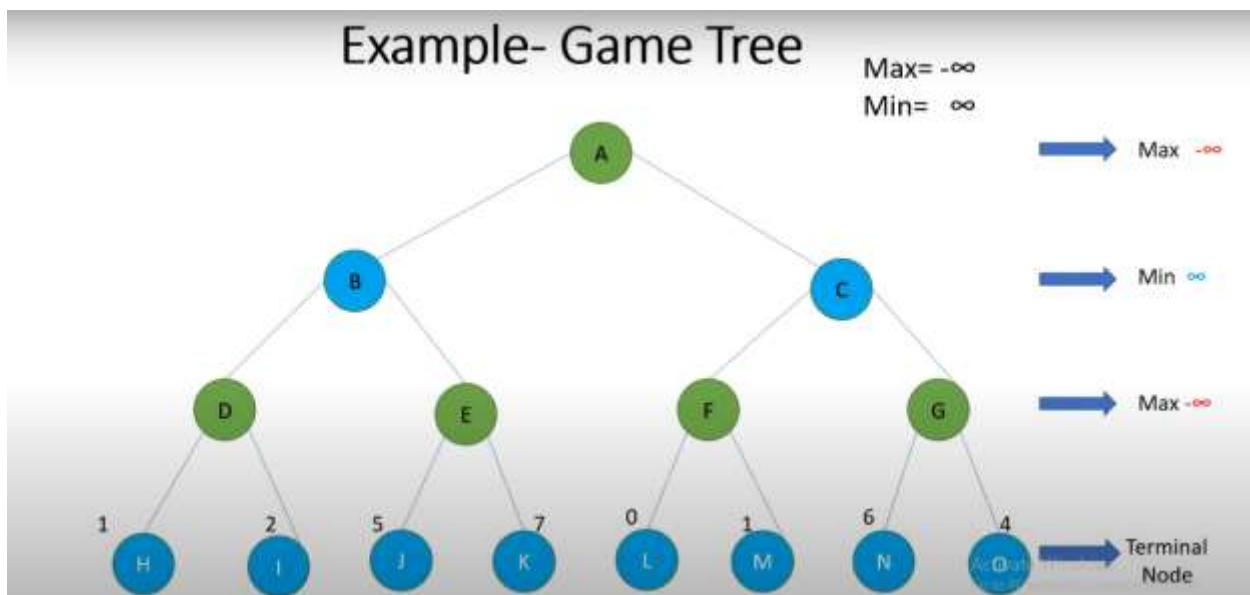 Example- Game Tree
Max= -∞
Min= ∞
A
Max -∞
B
C
Min ∞
D
E
F
G
Max -∞
1
2
5
7
0
1
6
4
H
I
J
K
L
M
N
O
Terminal
Node